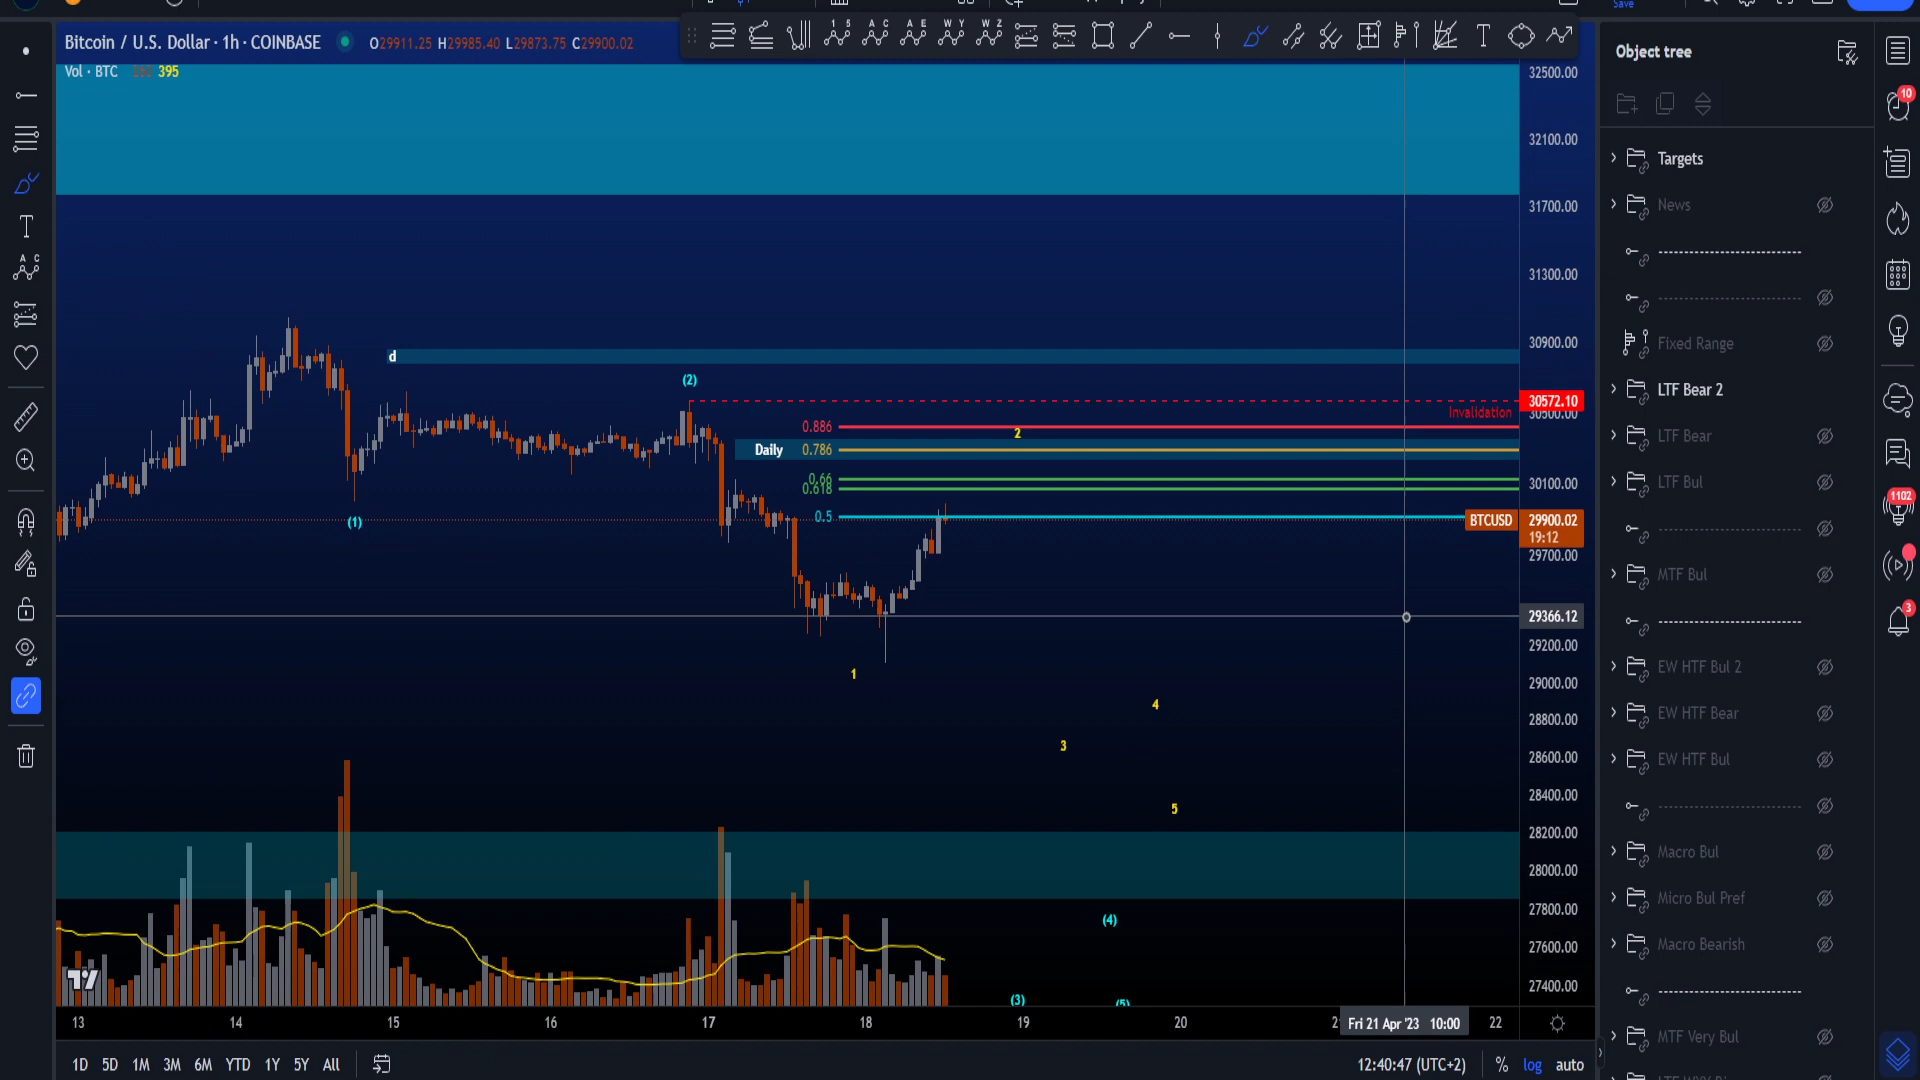 Save
Bitcoin / U.S. Dollar · 1h · COINBASE
O29911.25 H29985.40 L29873.75 C29900.02
Vol · BTC 260 395
1 5
A C
A E
W Y
W Z
T
Object tree
Targets
News
Fixed Range
LTF Bear 2
LTF Bear
LTF Bul
MTF Bul
EW HTF Bul 2
EW HTF Bear
EW HTF Bul
Macro Bul
Micro Bul Pref
Macro Bearish
MTF Very Bul
10
1102
3
T
A C
32500.00
32100.00
31700.00
31300.00
30900.00
30572.10
30500.00
30100.00
BTCUSD 29900.02
19:12
29700.00
29366.12
29200.00
29000.00
28800.00
28600.00
28400.00
28200.00
28000.00
27800.00
27600.00
27400.00
d
(2)
Invalidation
0.886
2
Daily 0.786
0.66
0.618
0.5
(1)
1
4
3
5
(4)
(3)
(5)
13 14 15 16 17 18 19 20 Fri 21 Apr '23 10:00 22
1D 5D 1M 3M 6M YTD 1Y 5Y All
12:40:47 (UTC+2) % log auto